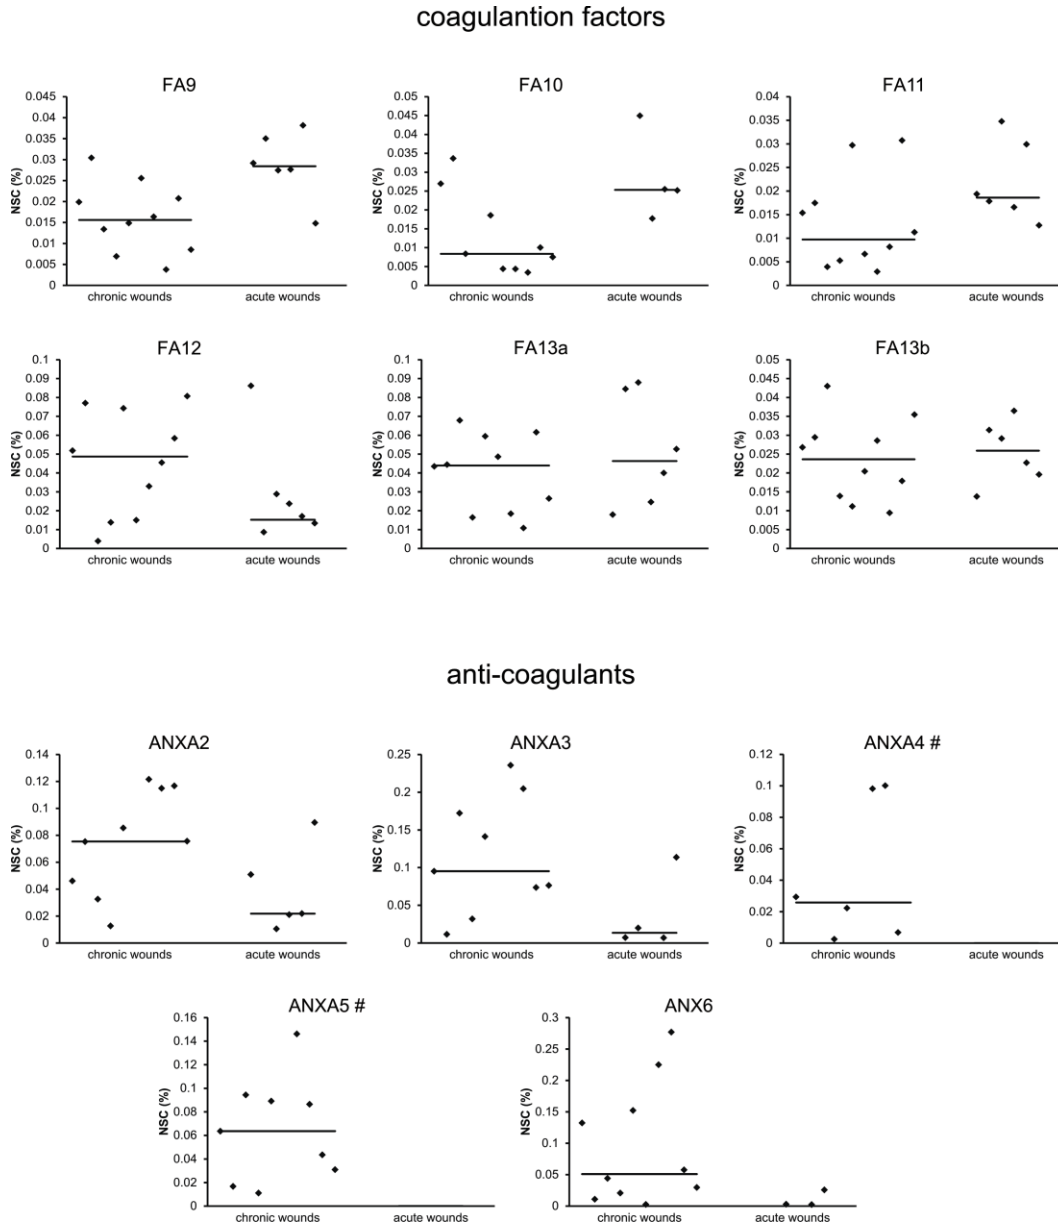 coagulantion factors
FA9
FA10
FA11
0.045
0.04
0.035
0.03
0.025
0.02
0.015
0.01
0.005
0
NSC (%)
chronic wounds
acute wounds
0.05
0.045
0.04
0.035
0.03
0.025
0.02
0.015
0.01
0.005
0
NSC (%)
chronic wounds
acute wounds
0.04
0.035
0.03
0.025
0.02
0.015
0.01
0.005
0
NSC (%)
chronic wounds
acute wounds
FA12
FA13a
FA13b
0.1
0.09
0.08
0.07
0.06
0.05
0.04
0.03
0.02
0.01
0
NSC (%)
chronic wounds
acute wounds
0.1
0.09
0.08
0.07
0.06
0.05
0.04
0.03
0.02
0.01
0
NSC (%)
chronic wounds
acute wounds
0.05
0.045
0.04
0.035
0.03
0.025
0.02
0.015
0.01
0.005
0
NSC (%)
chronic wounds
acute wounds
anti-coagulants
ANXA2
ANXA3
ANXA4 #
0.14
0.12
0.1
0.08
0.06
0.04
0.02
0
NSC (%)
chronic wounds
acute wounds
0.25
0.2
0.15
0.1
0.05
0
NSC (%)
chronic wounds
acute wounds
0.12
0.1
0.08
0.06
0.04
0.02
0
NSC (%)
chronic wounds
acute wounds
ANXA5 #
ANX6
0.16
0.14
0.12
0.1
0.08
0.06
0.04
0.02
0
NSC (%)
chronic wounds
acute wounds
0.3
0.25
0.2
0.15
0.1
0.05
0
NSC (%)
chronic wounds
acute wounds